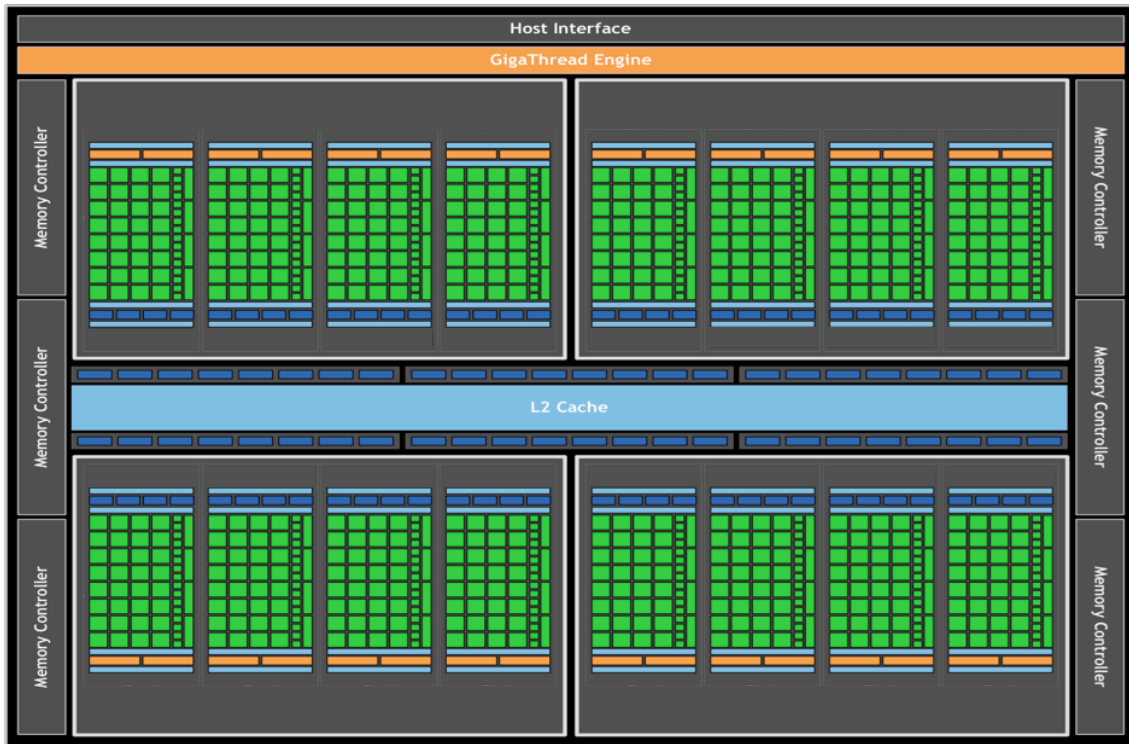 Host Interface
GigaThread Engine
Memory Controller
Memory Controller
Memory Controller
L2 Cache
Memory Controller
Memory Controller
Memory Controller